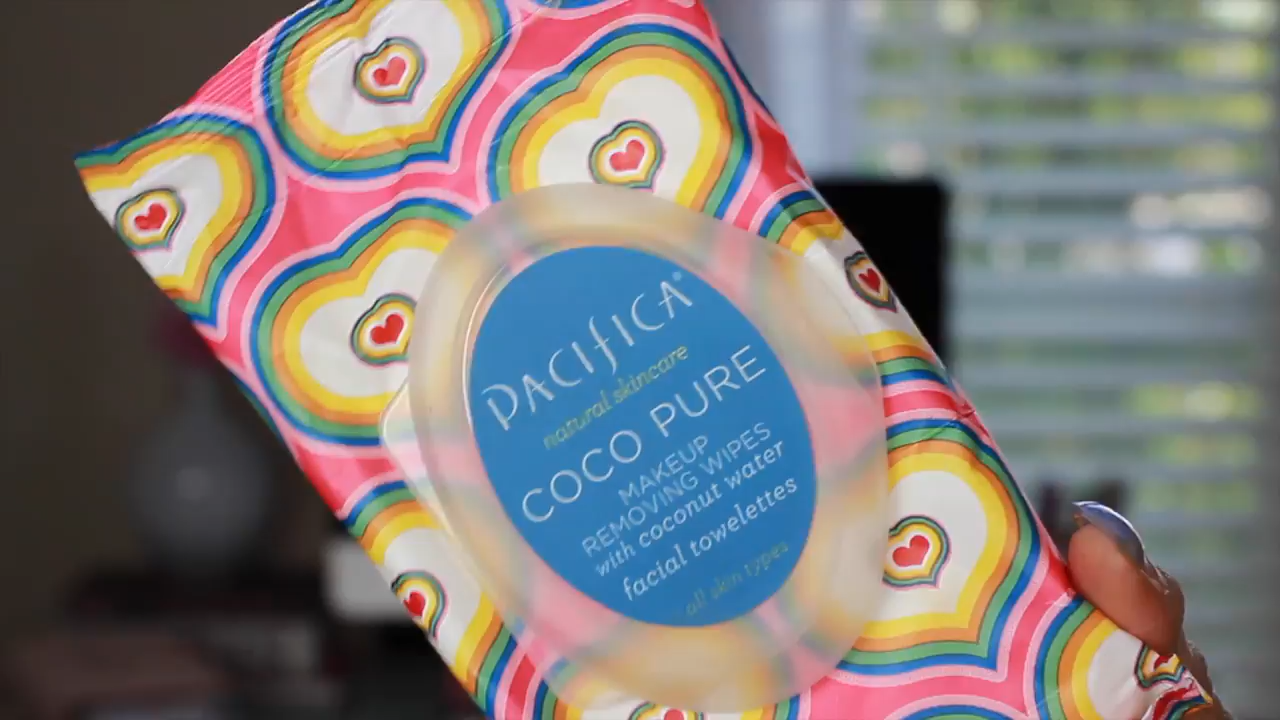 PACIFICA®
natural skincare
COCO PURE
MAKEUP
REMOVING WIPES
with coconut water
facial towelettes
all skin types